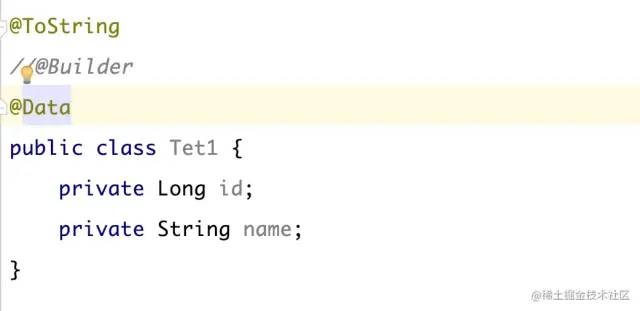 @ToString
//@Builder
@Data
public class Tet1 {
    private Long id;
    private String name;
}
@稀土掘金技术社区